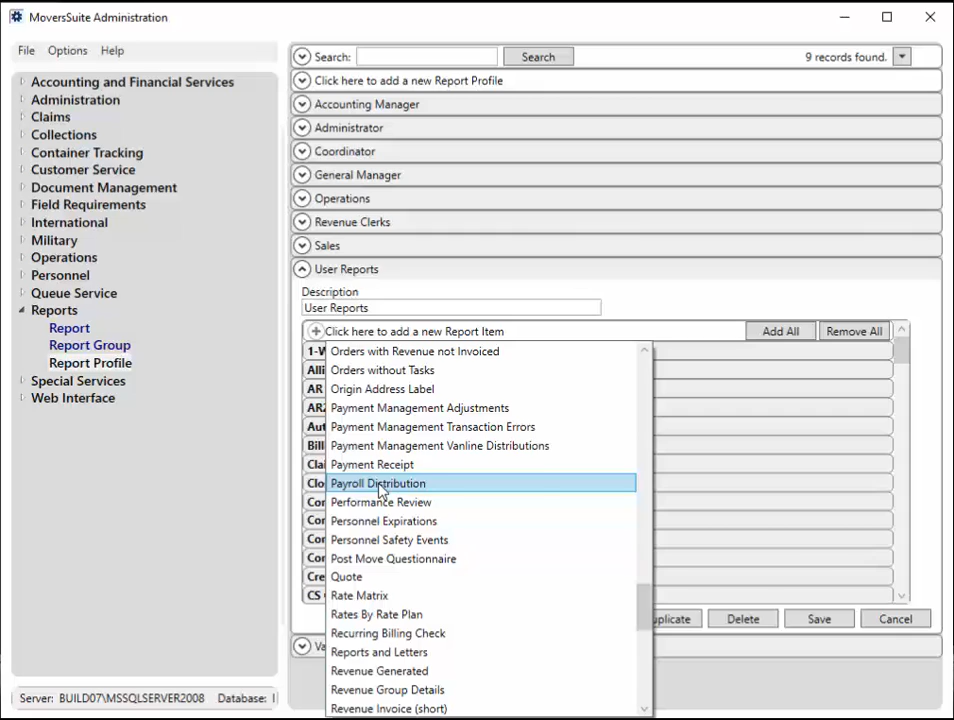 MoversSuite Administration
File Options Help
Accounting and Financial Services
Administration
Claims
Collections
Container Tracking
Customer Service
Document Management
Field Requirements
International
Military
Operations
Personnel
Queue Service
Reports
Report
Report Group
Report Profile
Special Services
Web Interface
Server: BUILD07\MSSQLSERVER2008 Database:
Search: Search 9 records found.
Click here to add a new Report Profile
Accounting Manager
Administrator
Coordinator
General Manager
Operations
Revenue Clerks
Sales
User Reports
Description
User Reports
Click here to add a new Report Item Add All Remove All
Orders with Revenue not Invoiced
Orders without Tasks
Origin Address Label
Payment Management Adjustments
Payment Management Transaction Errors
Payment Management Vanline Distributions
Payment Receipt
Payroll Distribution
Performance Review
Personnel Expirations
Personnel Safety Events
Post Move Questionnaire
Quote
Rate Matrix
Rates By Rate Plan
Recurring Billing Check
Reports and Letters
Revenue Generated
Revenue Group Details
Revenue Invoice (short)
1-W
Alli
AR
AR2
Aut
Bill
Clai
Clo
Cor
Cor
Cor
Cor
Cre
CS
plicate Delete Save Cancel
Va